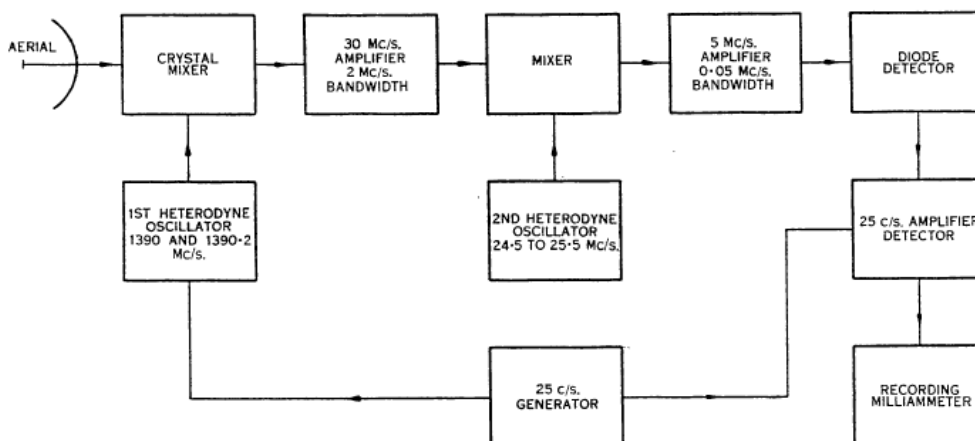 AERIAL
CRYSTAL
MIXER
30 Mc/s.
AMPLIFIER
2 Mc/s.
BANDWIDTH
MIXER
5 Mc/s.
AMPLIFIER
0·05 Mc/s.
BANDWIDTH
DIODE
DETECTOR
1ST HETERODYNE
OSCILLATOR
1390 AND 1390·2
Mc/s.
2ND HETERODYNE
OSCILLATOR
24·5 TO 25·5 Mc/s.
25 c/s. AMPLIFIER
DETECTOR
25 c/s.
GENERATOR
RECORDING
MILLIAMMETER